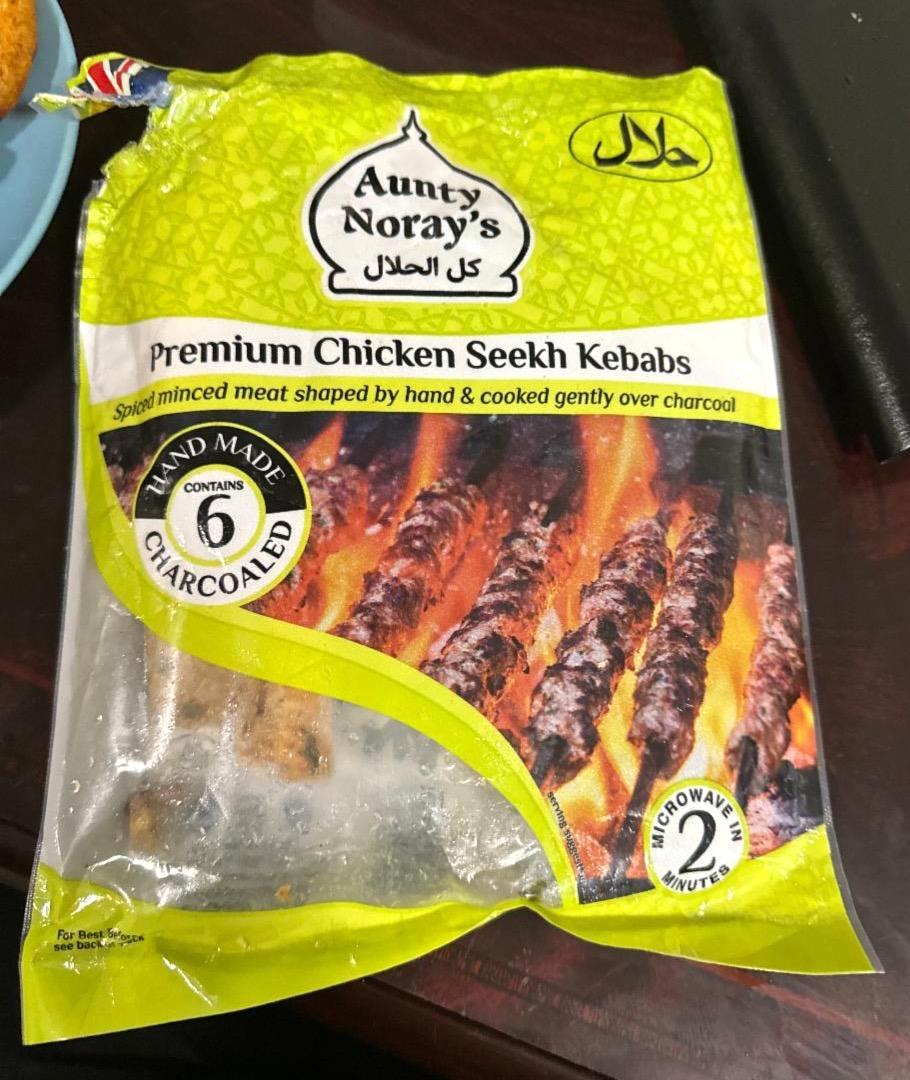 حلال
Aunty
Noray's
كل الحلال
Premium Chicken Seekh Kebabs
Spiced minced meat shaped by hand & cooked gently over charcoal
HAND MADE
CONTAINS
6
CHARCOALED
serving suggestion
MICROWAVE IN
2
MINUTES
For Best
see back